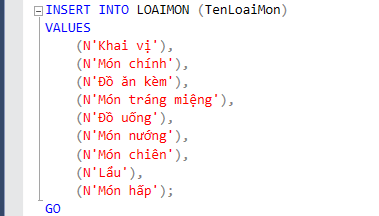 INSERT INTO LOAIMON (TenLoaiMon)
VALUES
(N'Khai vị'),
(N'Món chính'),
(N'Đồ ăn kèm'),
(N'Món tráng miệng'),
(N'Đồ uống'),
(N'Món nướng'),
(N'Món chiên'),
(N'Lẩu'),
(N'Món hấp');
GO